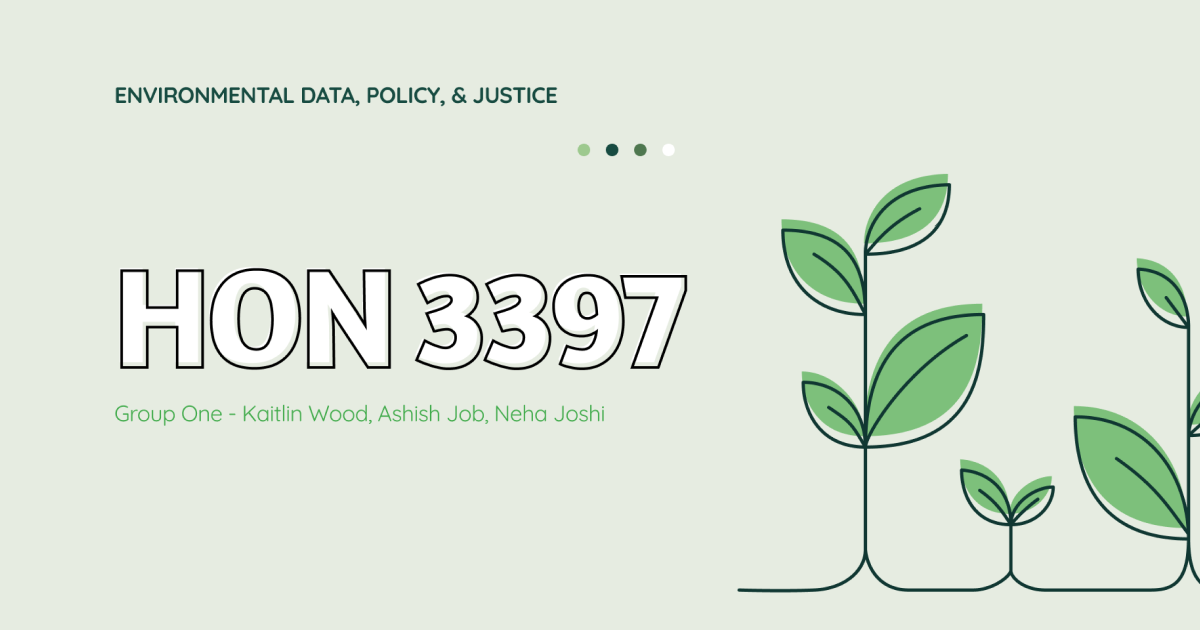 ENVIRONMENTAL DATA, POLICY, & JUSTICE
HON 3397
Group One - Kaitlin Wood, Ashish Job, Neha Joshi